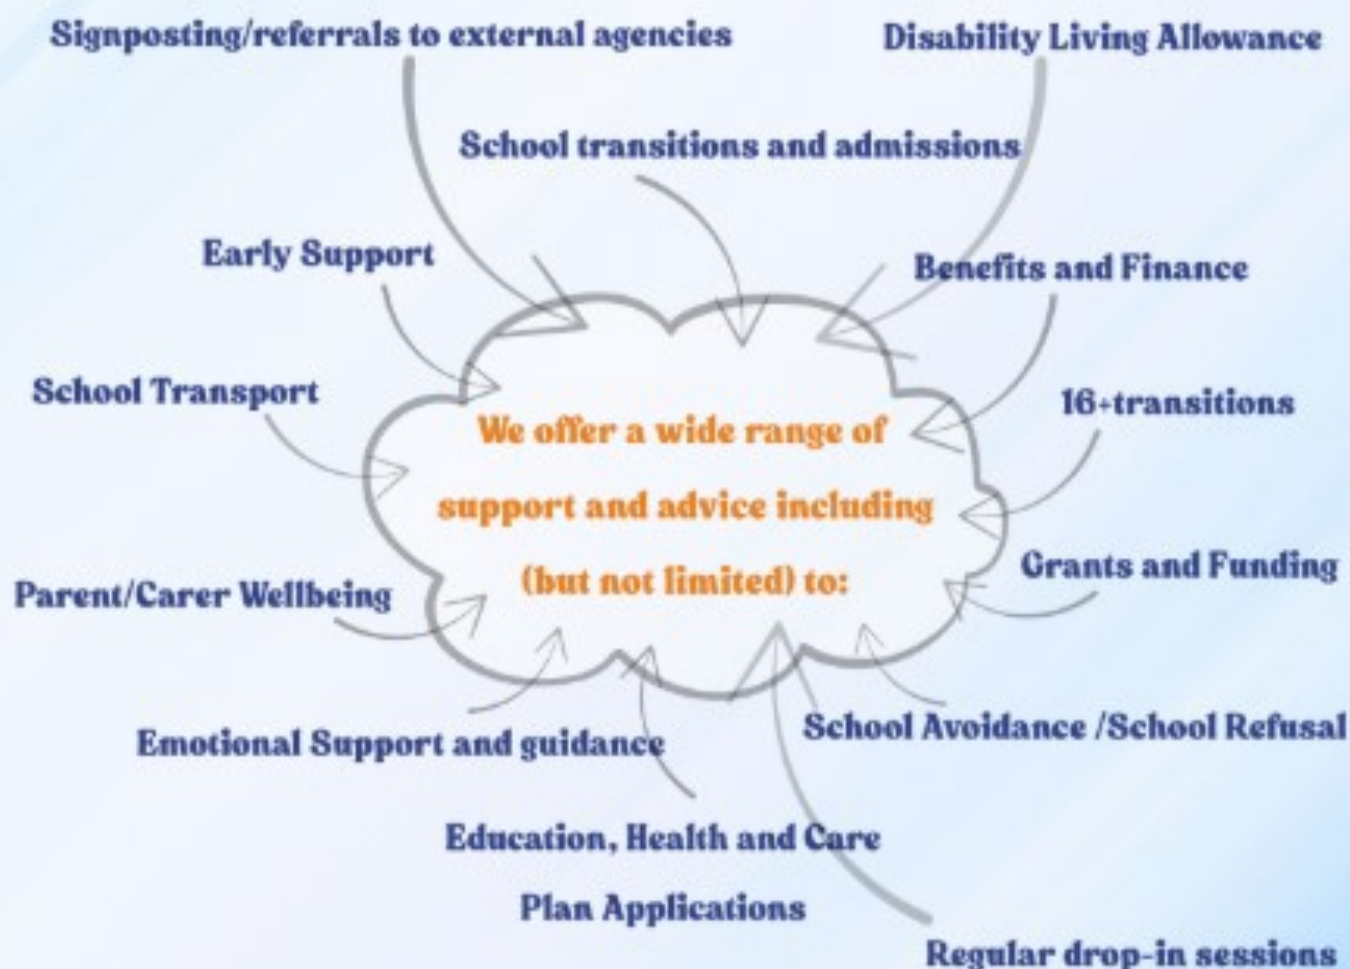 Signposting/referrals to external agencies
Disability Living Allowance
School transitions and admissions
Early Support
Benefits and Finance
School Transport
16+transitions
We offer a wide range of
support and advice including
(but not limited) to:
Parent/Carer Wellbeing
Grants and Funding
Emotional Support and guidance
School Avoidance /School Refusal
Education, Health and Care
Plan Applications
Regular drop-in sessions